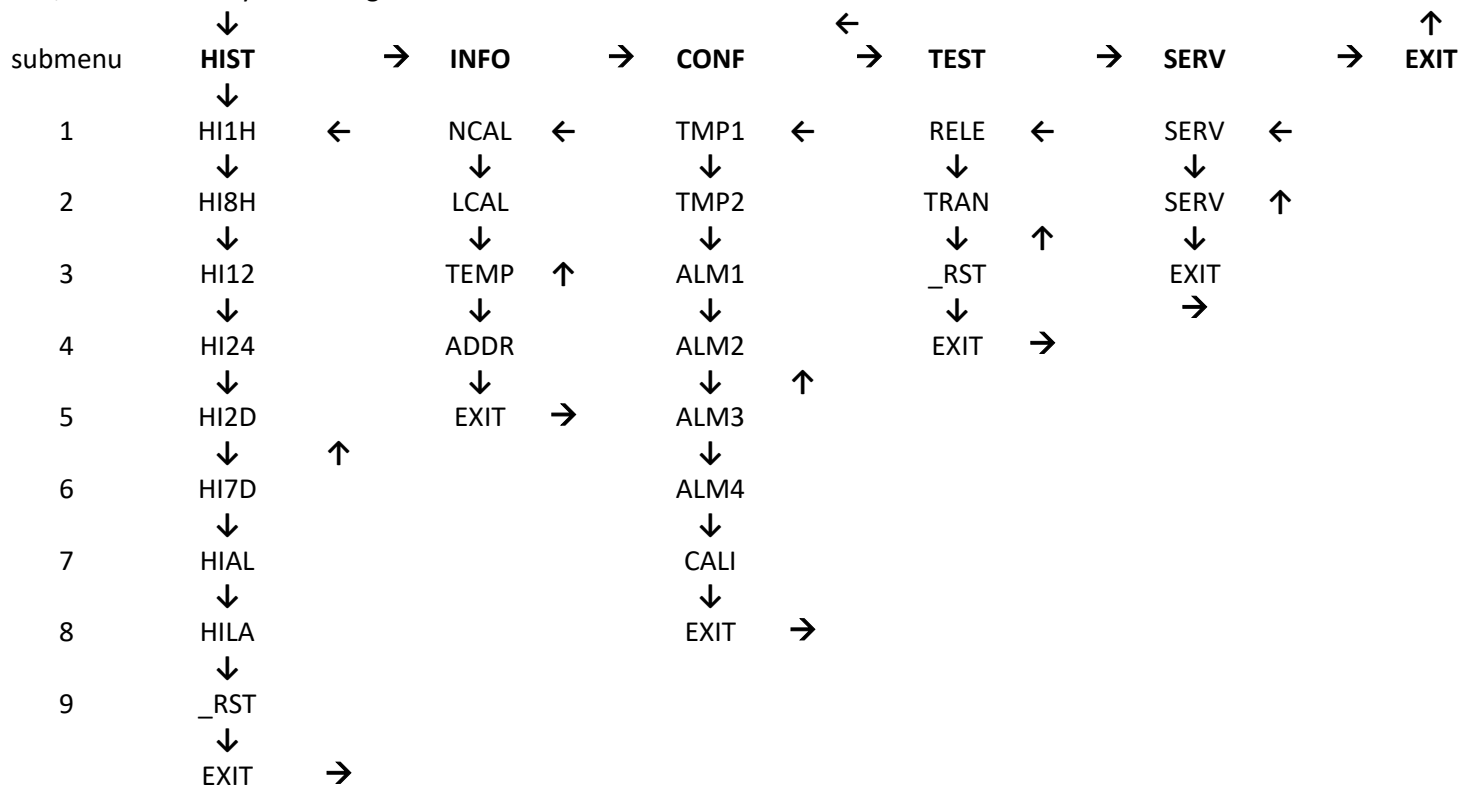 ↓ ← ↑
submenu HIST → INFO → CONF → TEST → SERV → EXIT
↓
1 HI1H ← NCAL ← TMP1 ← RELE ← SERV ←
↓ ↓ ↓ ↓ ↓
2 HI8H LCAL TMP2 TRAN SERV ↑
↓ ↓ ↓ ↓ ↑ ↓
3 HI12 TEMP ↑ ALM1 _RST EXIT
↓ ↓ ↓ ↓ →
4 HI24 ADDR ALM2 EXIT →
↓ ↓ ↓ ↑
5 HI2D EXIT → ALM3
↓ ↑ ↓
6 HI7D ALM4
↓ ↓
7 HIAL CALI
↓ ↓
8 HILA EXIT →
↓
9 _RST
↓
EXIT →